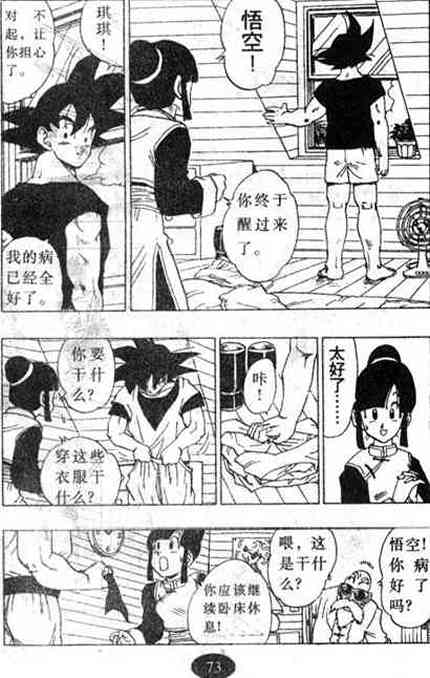 悟空！
你终于
醒过来
了。
琪琪！
对不
起，让
你担心
了。
我的病
已经全
好了。
太好了……
咔！
你要
干什
么？
穿这些
衣服干
什么？
悟空！
你病
好了
吗？
喂，这
是干什
么？
你应该继
续卧床休
息！
73